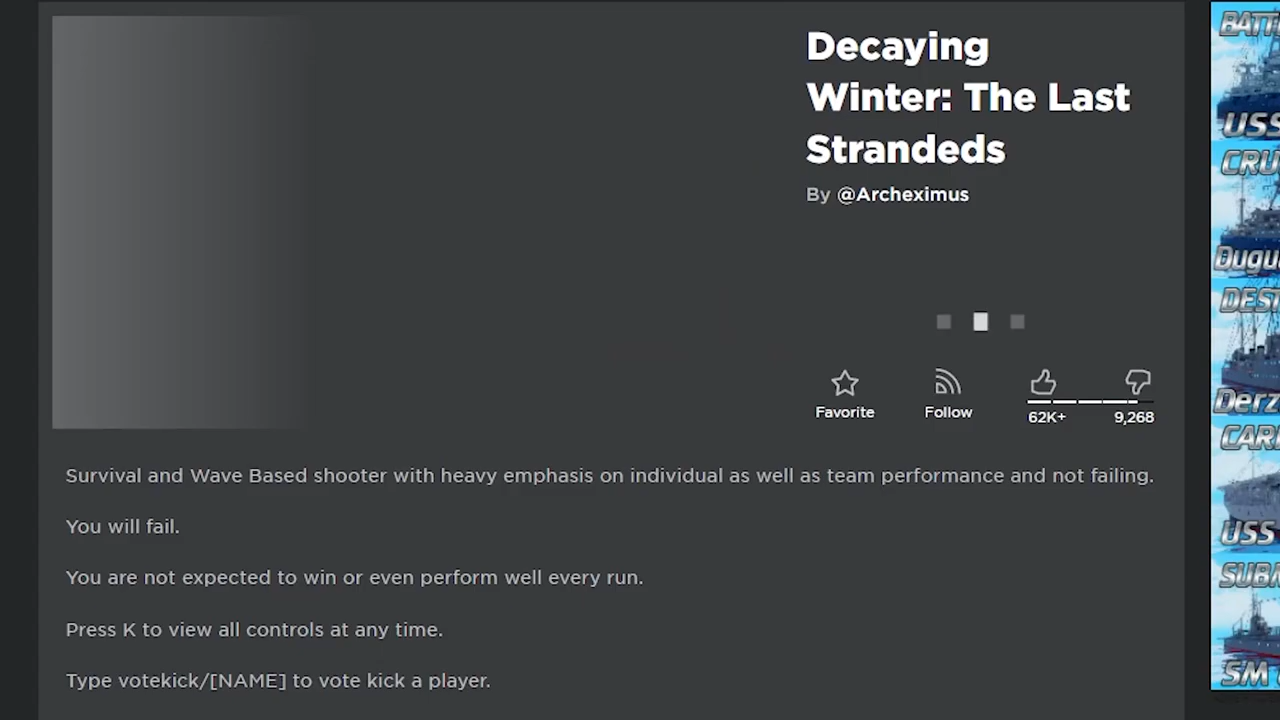 Decaying
Winter: The Last
Strandeds
By @Archeximus
Favorite
Follow
62K+
9,268
Survival and Wave Based shooter with heavy emphasis on individual as well as team performance and not failing.
You will fail.
You are not expected to win or even perform well every run.
Press K to view all controls at any time.
Type votekick/[NAME] to vote kick a player.
USS
USS
SM